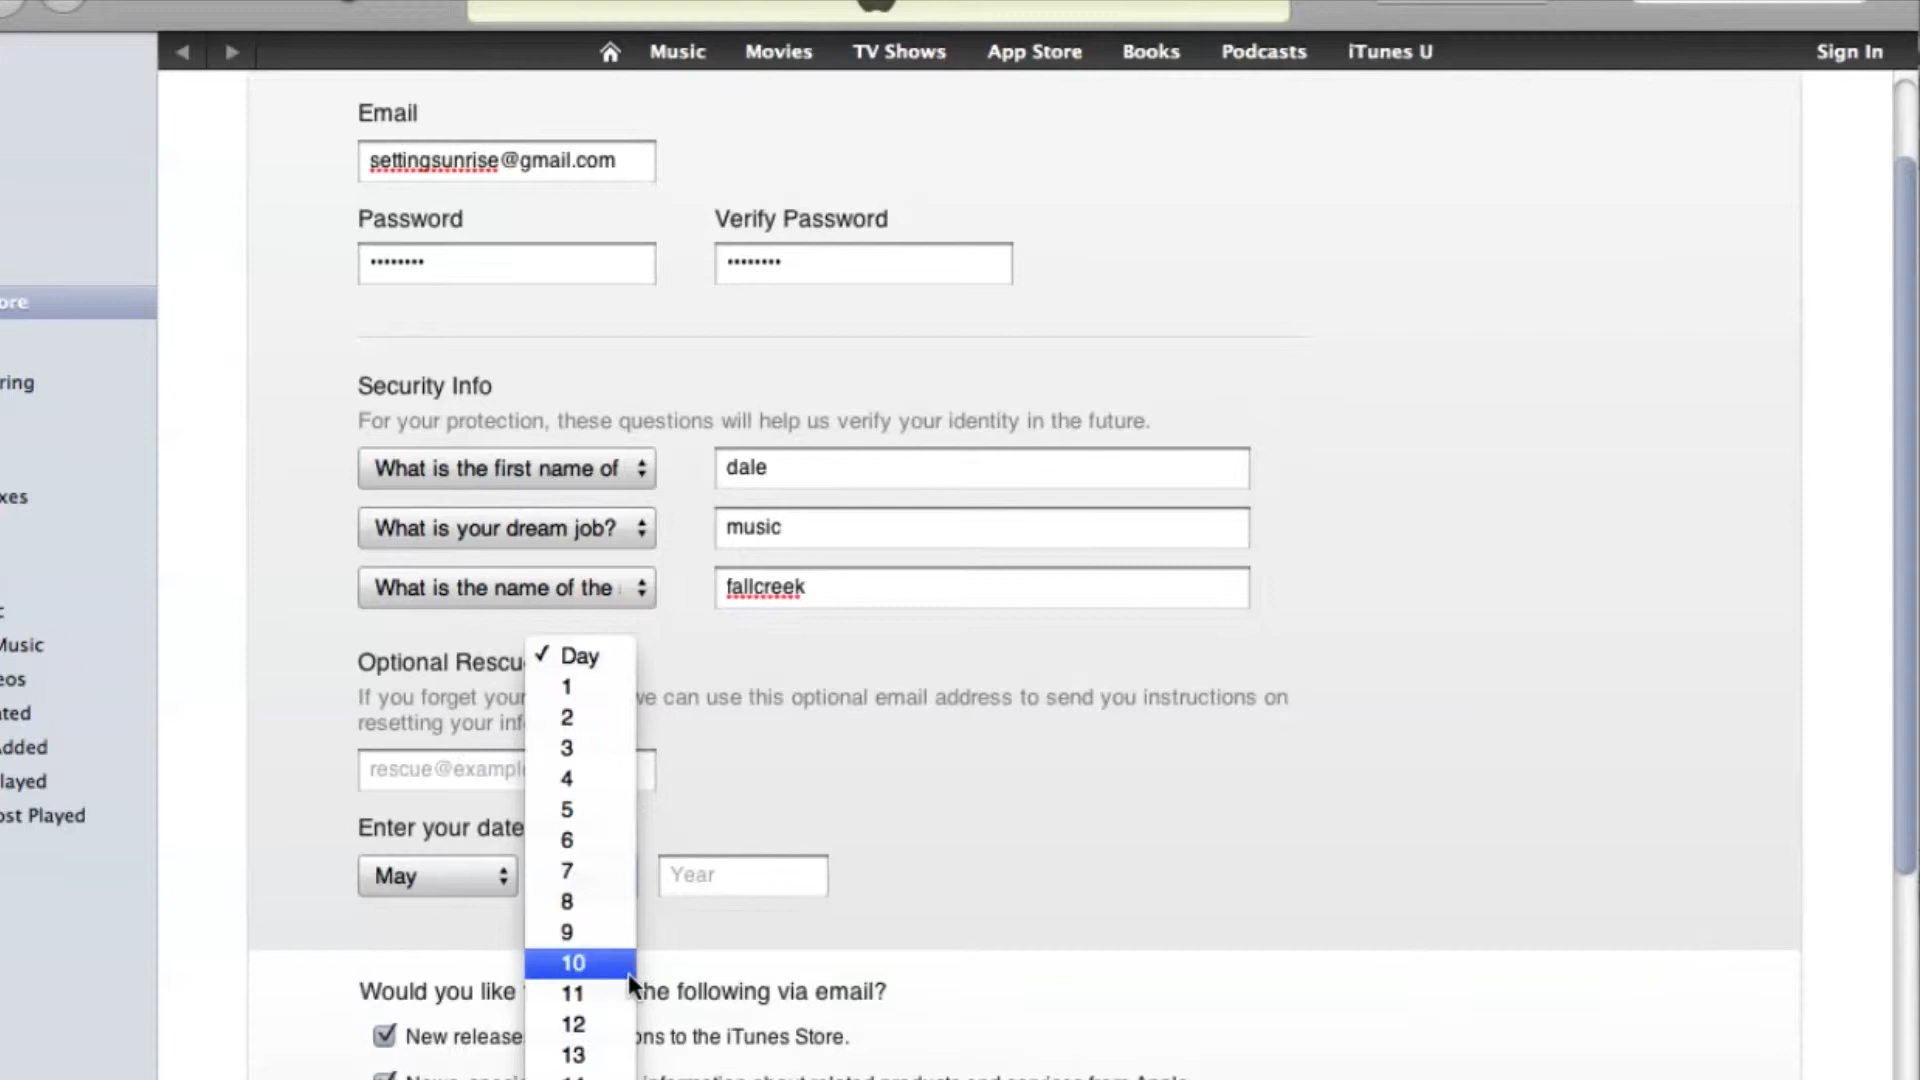 Music Movies TV Shows App Store Books Podcasts iTunes U Sign In
Email
settingsunrise@gmail.com
Password Verify Password
•••••••• ••••••••
ore
Security Info
ring
For your protection, these questions will help us verify your identity in the future.
What is the first name of dale
xes
What is your dream job? music
What is the name of the fallcreek
Music
Optional Rescu
✓ Day
eos
If you forget your we can use this optional email address to send you instructions on
resetting your inf
1
2
3
4
5
6
7
8
9
10
11
12
13
ated
Added
rescue@example
layed
ost Played
Enter your date
May Year
Would you like the following via email?
New release ons to the iTunes Store.